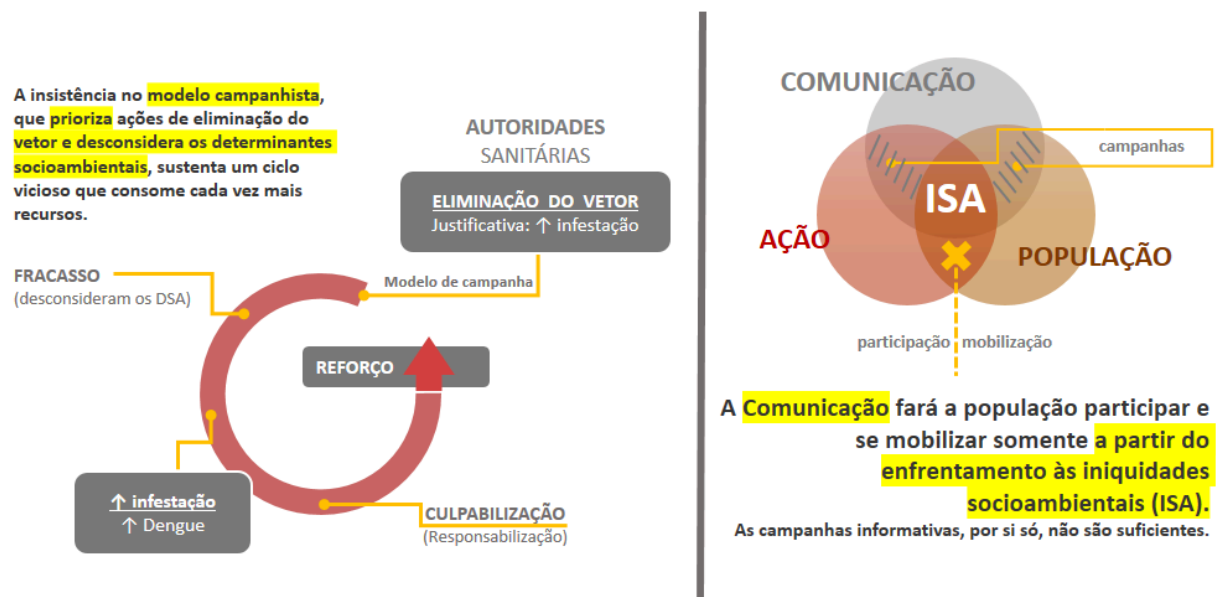 A insistência no modelo campanhista,
que prioriza ações de eliminação do
vetor e desconsidera os determinantes
socioambientais, sustenta um ciclo
vicioso que consome cada vez mais
recursos.
AUTORIDADES
SANITÁRIAS
ELIMINAÇÃO DO VETOR
Justificativa: ↑ infestação
Modelo de campanha
FRACASSO
(desconsideram os DSA)
REFORÇO
↑ infestação
↑ Dengue
CULPABILIZAÇÃO
(Responsabilização)
COMUNICAÇÃO
campanhas
ISA
AÇÃO
POPULAÇÃO
participação mobilização
A Comunicação fará a população participar e
se mobilizar somente a partir do
enfrentamento às iniquidades
socioambientais (ISA).
As campanhas informativas, por si só, não são suficientes.